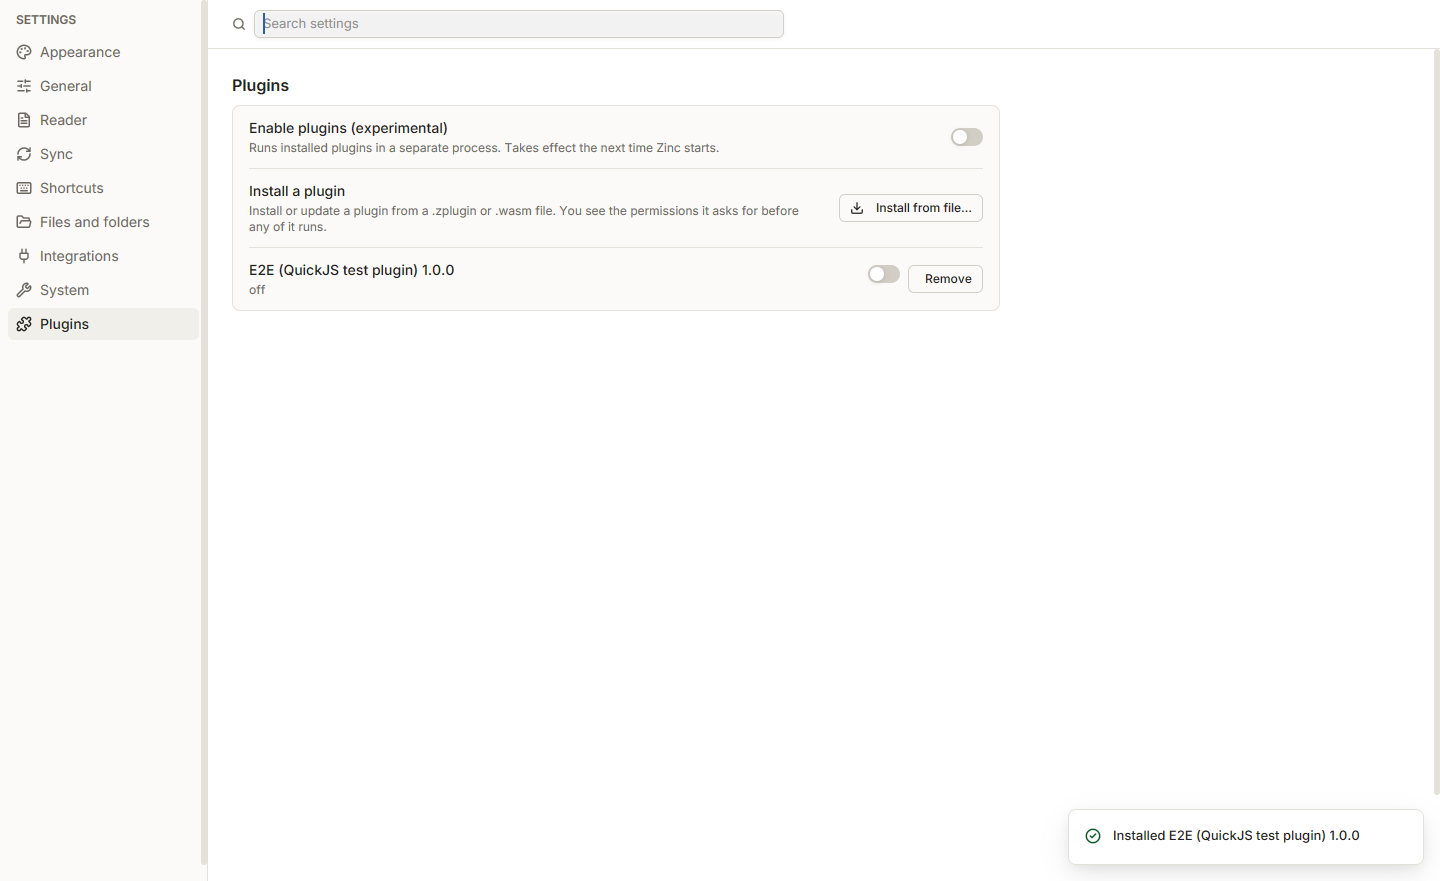 SETTINGS
Appearance
General
Reader
Sync
Shortcuts
Files and folders
Integrations
System
Plugins
Search settings
Plugins
Enable plugins (experimental)
Runs installed plugins in a separate process. Takes effect the next time Zinc starts.
Install a plugin
Install or update a plugin from a .zplugin or .wasm file. You see the permissions it asks for before
any of it runs.
Install from file...
E2E (QuickJS test plugin) 1.0.0
off
Remove
Installed E2E (QuickJS test plugin) 1.0.0